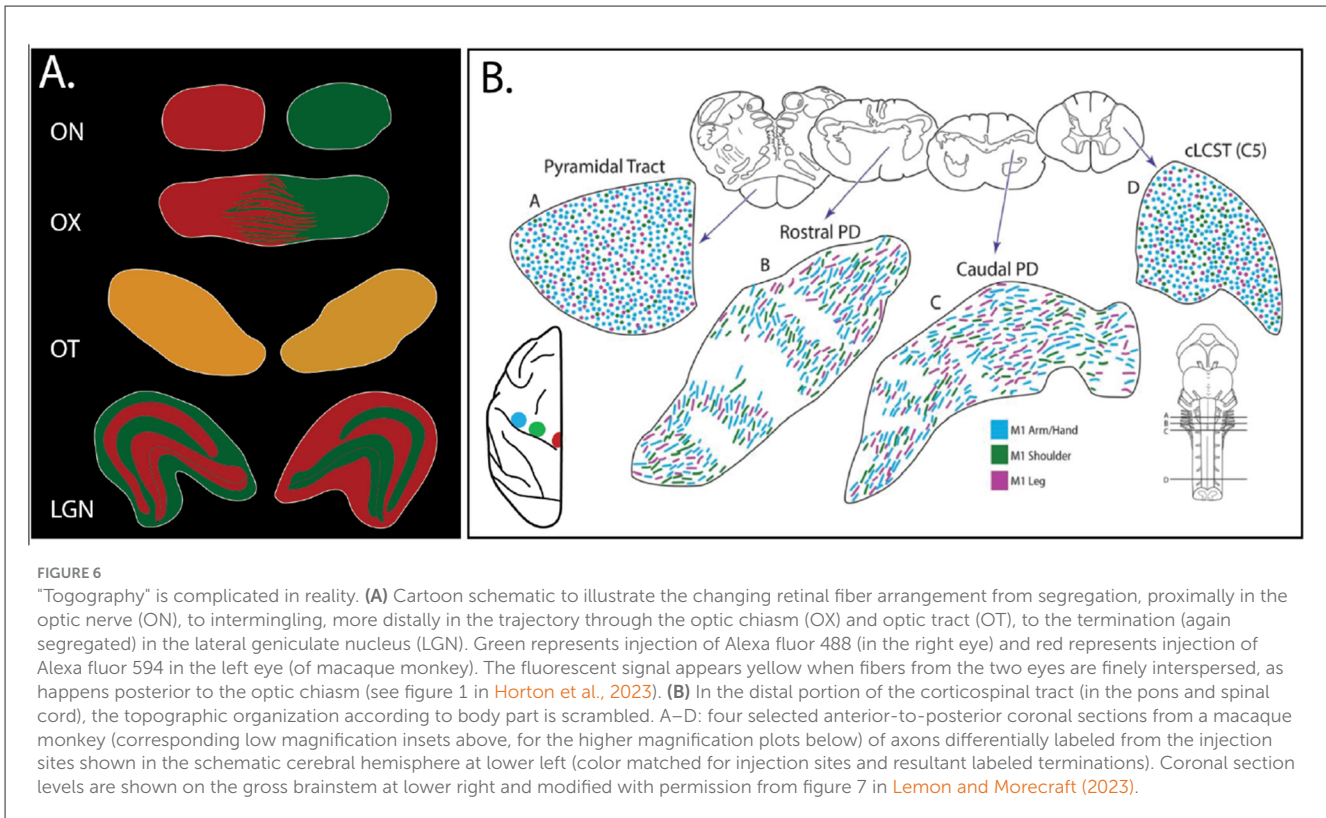 A.
ON
OX
OT
LGN
B.
Pyramidal Tract
A
Rostral PD
B
Caudal PD
C
cLCST (C5)
D
M1 Arm/Hand
M1 Shoulder
M1 Leg
A
B
C
D
FIGURE 6
"Togography" is complicated in reality. (A) Cartoon schematic to illustrate the changing retinal fiber arrangement from segregation, proximally in the
optic nerve (ON), to intermingling, more distally in the trajectory through the optic chiasm (OX) and optic tract (OT), to the termination (again
segregated) in the lateral geniculate nucleus (LGN). Green represents injection of Alexa fluor 488 (in the right eye) and red represents injection of
Alexa fluor 594 in the left eye (of macaque monkey). The fluorescent signal appears yellow when fibers from the two eyes are finely interspersed, as
happens posterior to the optic chiasm (see figure 1 in Horton et al., 2023). (B) In the distal portion of the corticospinal tract (in the pons and spinal
cord), the topographic organization according to body part is scrambled. A–D: four selected anterior-to-posterior coronal sections from a macaque
monkey (corresponding low magnification insets above, for the higher magnification plots below) of axons differentially labeled from the injection
sites shown in the schematic cerebral hemisphere at lower left (color matched for injection sites and resultant labeled terminations). Coronal section
levels are shown on the gross brainstem at lower right and modified with permission from figure 7 in Lemon and Morecraft (2023).